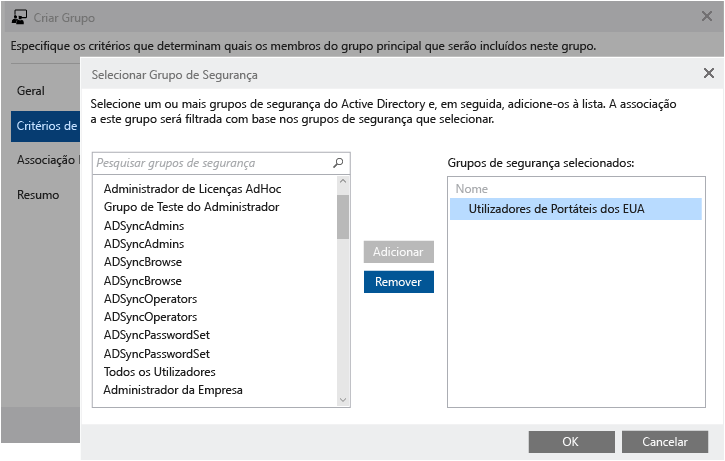 Criar Grupo
Especifique os critérios que determinam quais os membros do grupo principal que serão incluídos neste grupo.
Geral
Critérios de
Associação
Resumo
Selecionar Grupo de Segurança
Selecione um ou mais grupos de segurança do Active Directory e, em seguida, adicione-os à lista. A associação
a este grupo será filtrada com base nos grupos de segurança que selecionar.
Pesquisar grupos de segurança
Administrador de Licenças AdHoc
Grupo de Teste do Administrador
ADSyncAdmins
ADSyncAdmins
ADSyncBrowse
ADSyncBrowse
ADSyncOperators
ADSyncOperators
ADSyncPasswordSet
ADSyncPasswordSet
Todos os Utilizadores
Administrador da Empresa
Adicionar
Remover
Grupos de segurança selecionados:
Nome
Utilizadores de Portáteis dos EUA
OK
Cancelar